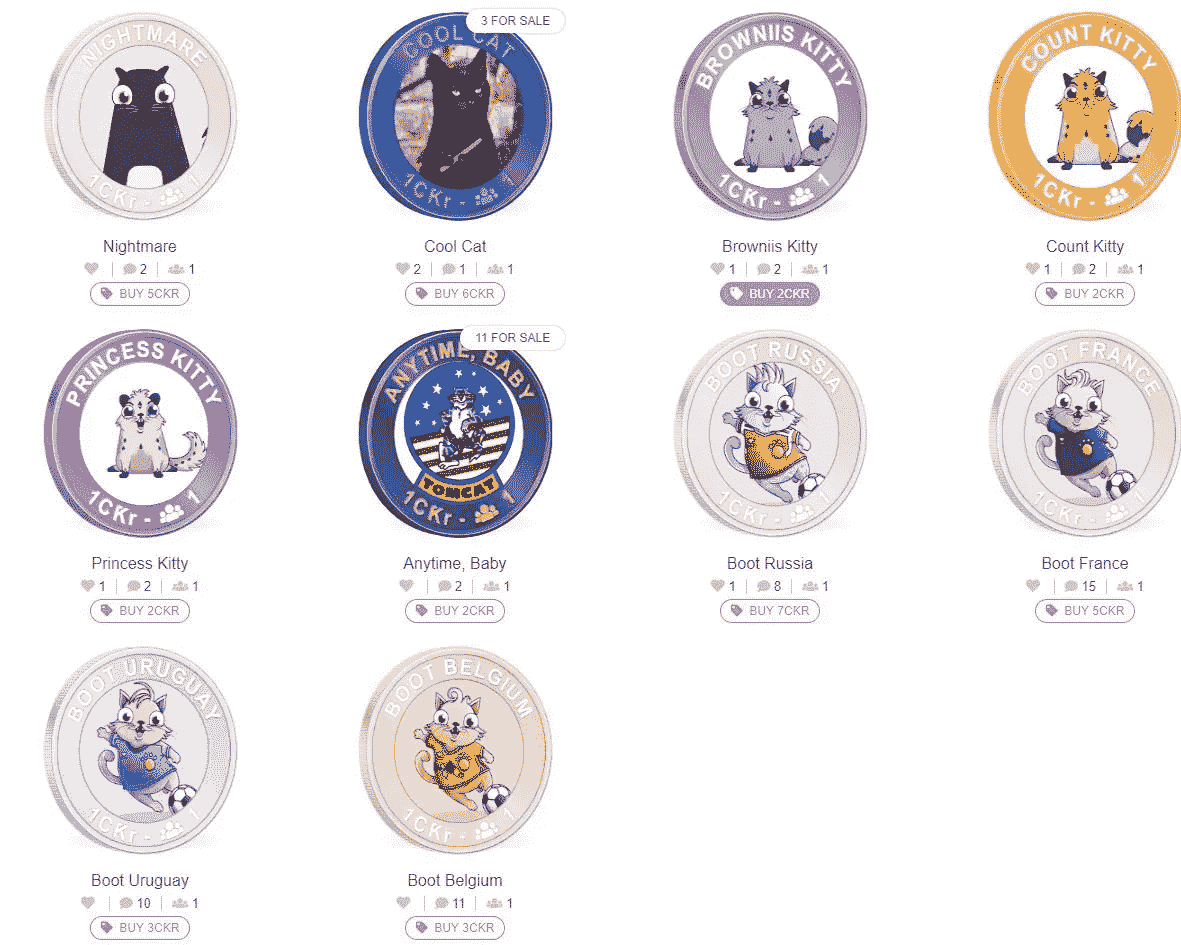 NIGHTMARE
1CKr - 1
Nightmare
2 1
BUY 5CKR
3 FOR SALE
COOL CAT
1CKr - 1
Cool Cat
2 1 1
BUY 6CKR
BROWNIIS KITTY
1CKr - 1
Browniis Kitty
1 2 1
BUY 2CKR
COUNT KITTY
1CKr - 1
Count Kitty
1 2 1
BUY 2CKR
PRINCESS KITTY
1CKr - 1
Princess Kitty
1 2 1
BUY 2CKR
11 FOR SALE
ANYTIME, BABY
TOMCAT
1CKr - 1
Anytime, Baby
2 1
BUY 2CKR
BOOT RUSSIA
1CKr - 1
Boot Russia
1 8 1
BUY 7CKR
BOOT FRANCE
1CKr - 1
Boot France
15 1
BUY 5CKR
BOOT URUGUAY
1CKr - 1
Boot Uruguay
10 1
BUY 3CKR
BOOT BELGIUM
1CKr - 1
Boot Belgium
11 1
BUY 3CKR